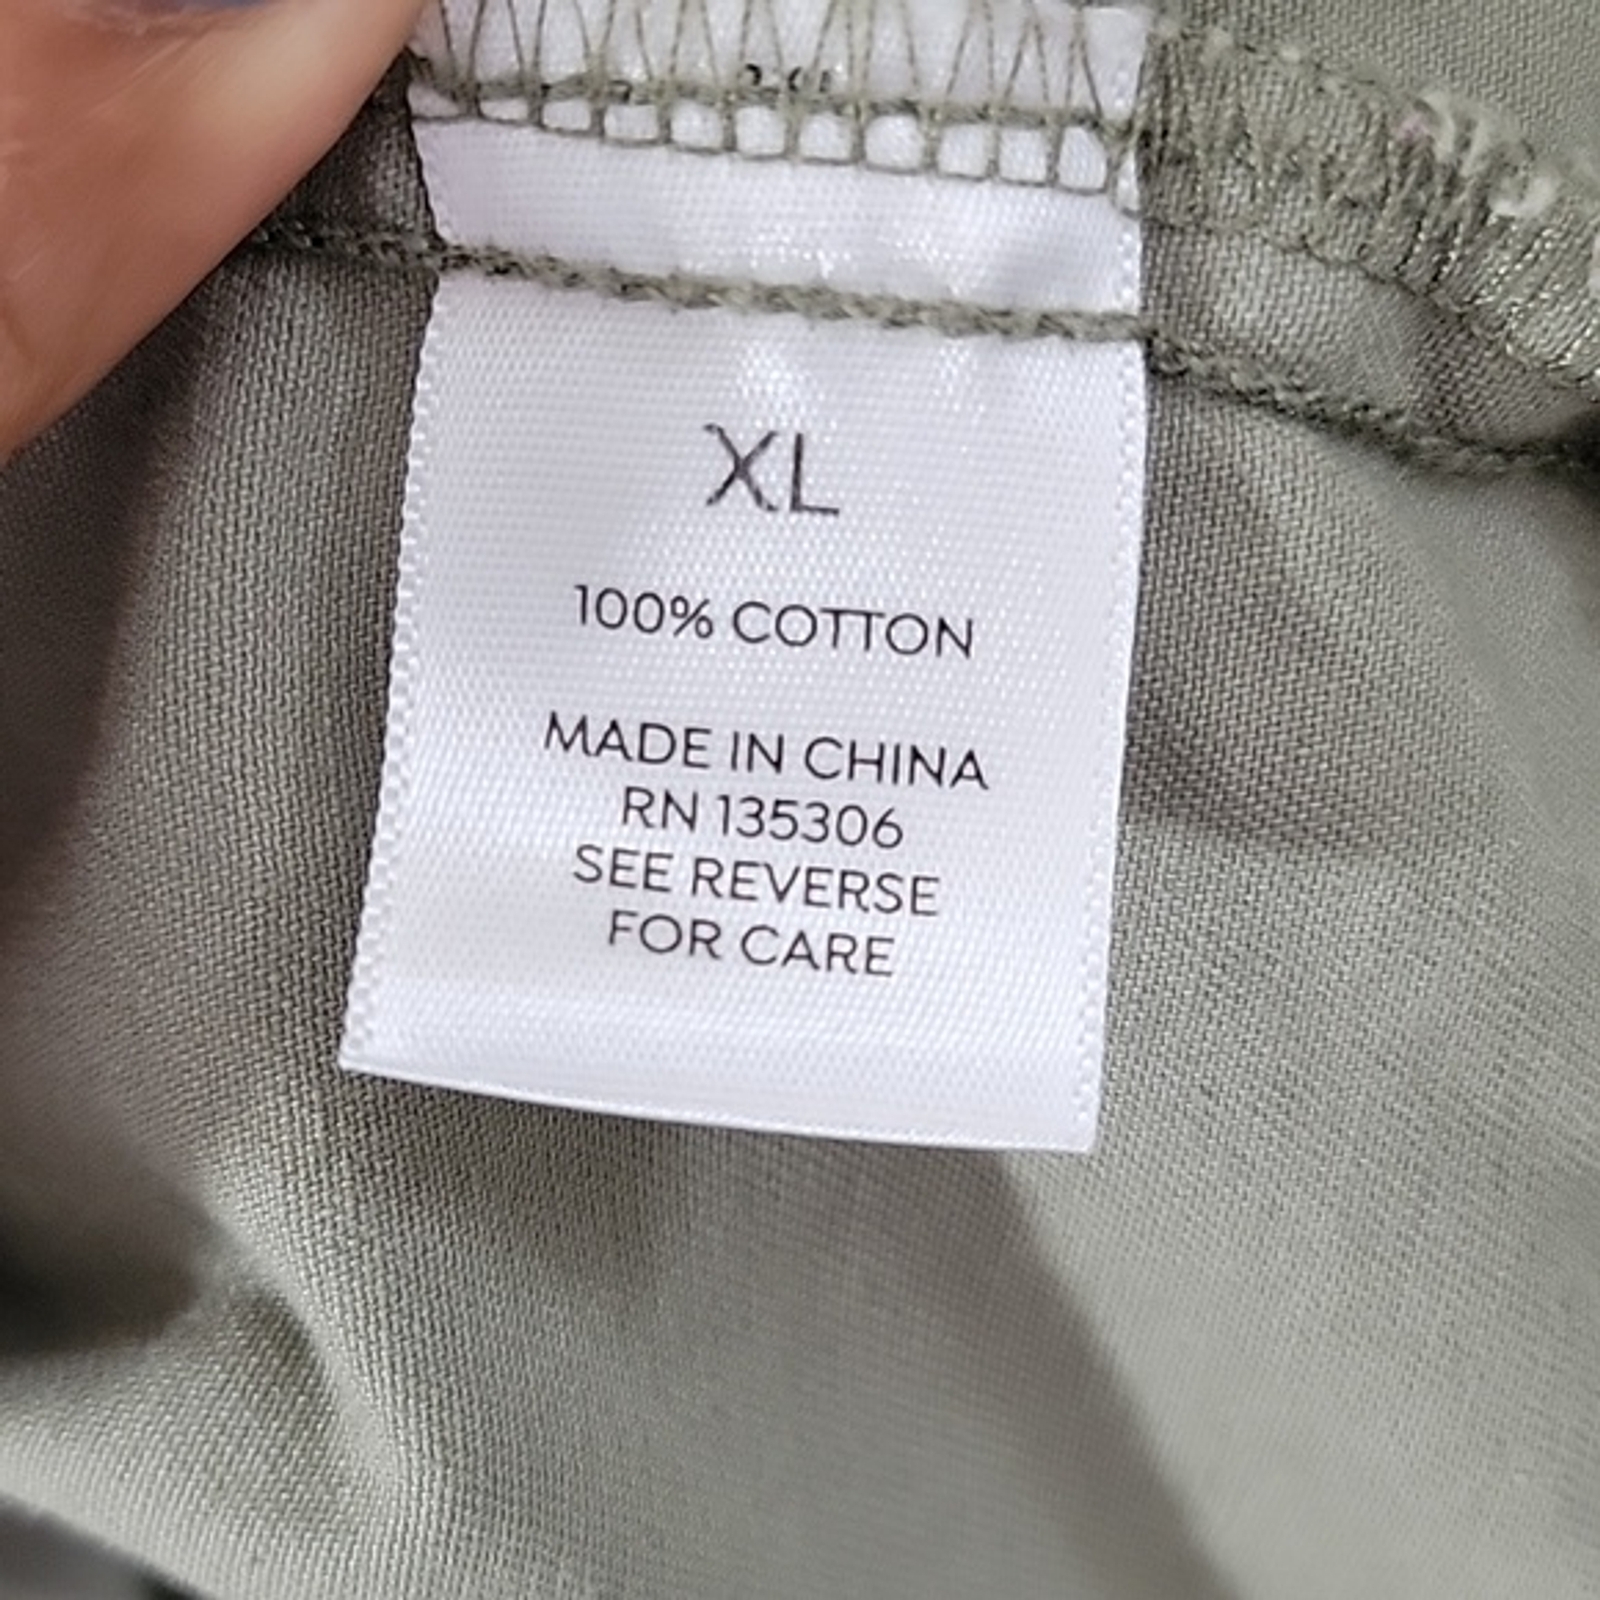 XL
100% COTTON
MADE IN CHINA
RN 135306
SEE REVERSE
FOR CARE